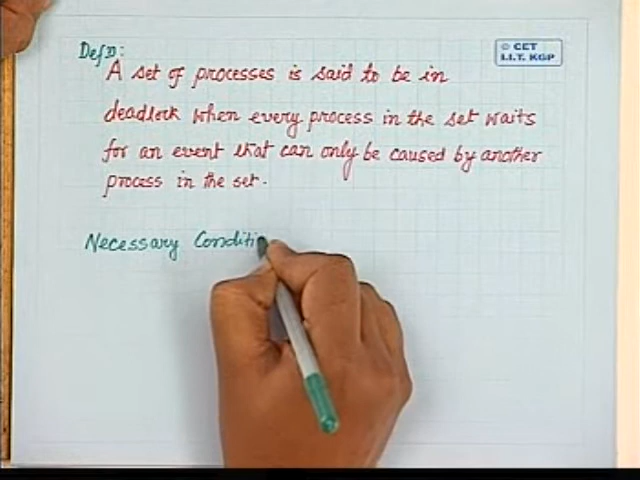 Defn:
© CET
I.I.T. KGP
A set of processes is said to be in
deadlock when every process in the set waits
for an event that can only be caused by another
process in the set.
Necessary Conditi